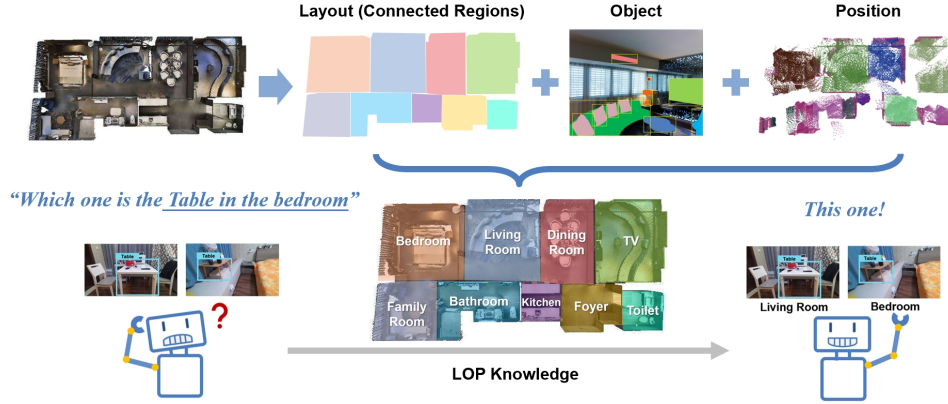 Layout (Connected Regions)
Object
Position
“Which one is the Table in the bedroom”
This one!
Bedroom
Living
Room
Dining
Room
TV
Family
Room
Bathroom
Kitchen
Foyer
Toilet
Table
Table
?
Table
Table
Living Room
Bedroom
LOP Knowledge